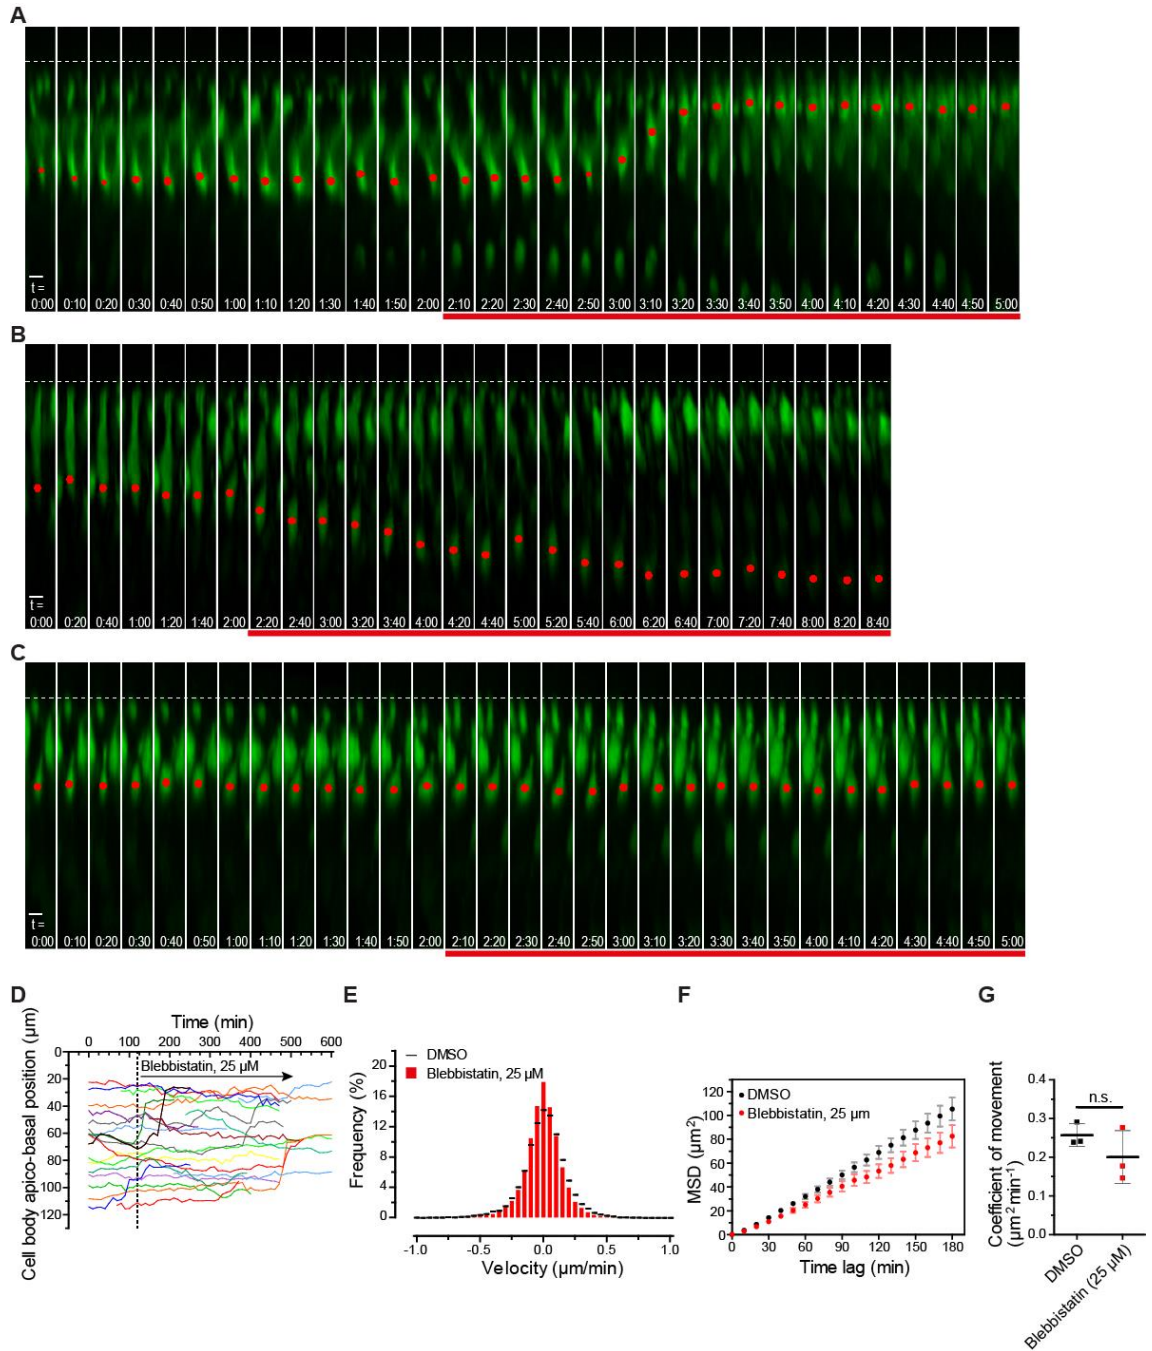 A
t =
0:00 0:10 0:20 0:30 0:40 0:50 1:00 1:10 1:20 1:30 1:40 1:50 2:00 2:10 2:20 2:30 2:40 2:50 3:00 3:10 3:20 3:30 3:40 3:50 4:00 4:10 4:20 4:30 4:40 4:50 5:00
B
t =
0:00 0:20 0:40 1:00 1:20 1:40 2:00 2:20 2:40 3:00 3:20 3:40 4:00 4:20 4:40 5:00 5:20 5:40 6:00 6:20 6:40 7:00 7:20 7:40 8:00 8:20 8:40
C
t =
0:00 0:10 0:20 0:30 0:40 0:50 1:00 1:10 1:20 1:30 1:40 1:50 2:00 2:10 2:20 2:30 2:40 2:50 3:00 3:10 3:20 3:30 3:40 3:50 4:00 4:10 4:20 4:30 4:40 4:50 5:00
D
Time (min)
0 100 200 300 400 500 600
Blebbistatin, 25 µM
Cell body apico-basal position (µm)
0
20
40
60
80
100
120
E
DMSO
Blebbistatin, 25 µM
Frequency (%)
20
16
12
8
4
0
-1.0 -0.5 0.0 0.5 1.0
Velocity (µm/min)
F
DMSO
Blebbistatin, 25 µm
MSD (µm²)
120
100
80
60
40
20
0
0 30 60 90 120 150 180
Time lag (min)
G
Coefficient of movement
(µm² min⁻¹)
0.4
0.3
0.2
0.1
0.0
n.s.
DMSO
Blebbistatin (25 µM)